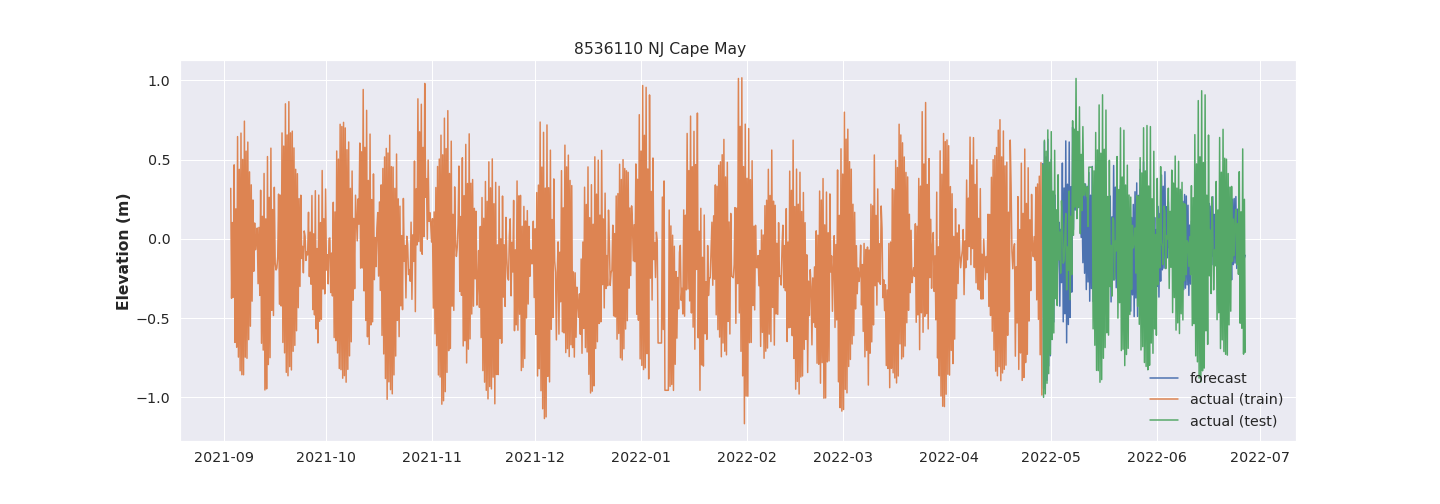 8536110 NJ Cape May
Elevation (m)
1.0
0.5
0.0
−0.5
−1.0
forecast
actual (train)
actual (test)
2021-09 2021-10 2021-11 2021-12 2022-01 2022-02 2022-03 2022-04 2022-05 2022-06 2022-07